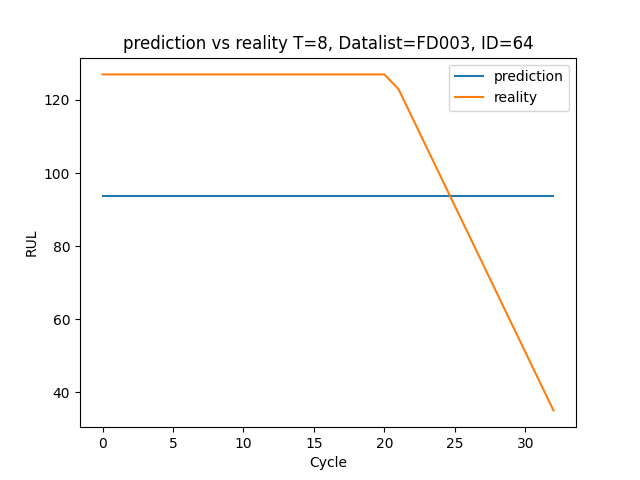 prediction vs reality T=8, Datalist=FD003, ID=64
prediction
reality
RUL
120
100
80
60
40
0 5 10 15 20 25 30
Cycle